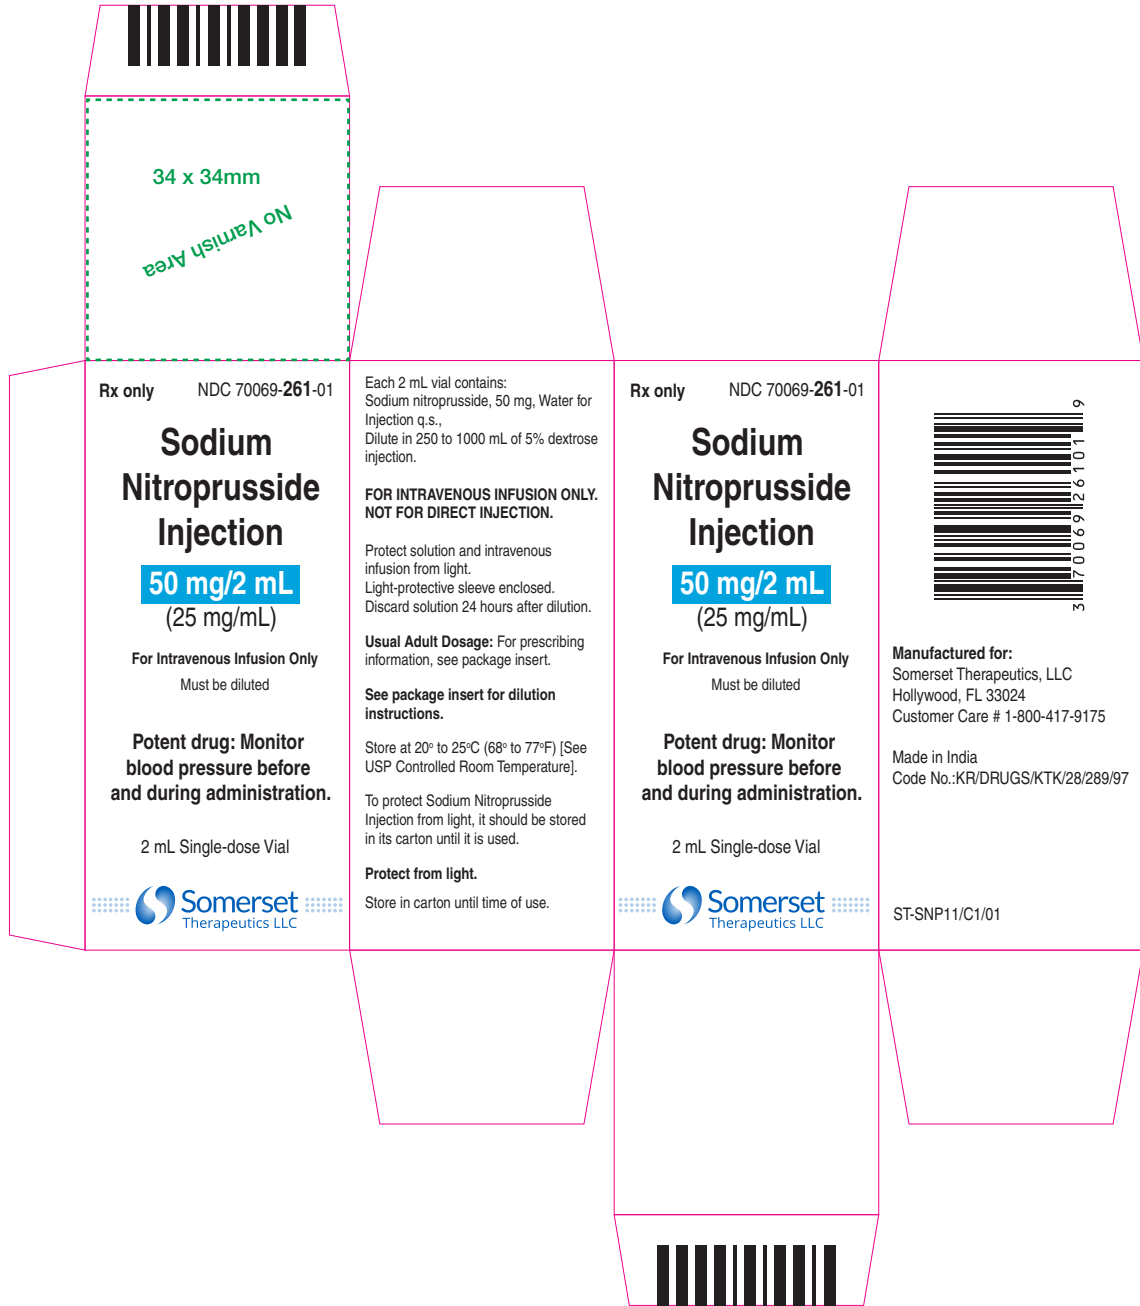 34 x 34mm
No Varnish Area
Rx only NDC 70069-261-01
Sodium
Nitroprusside
Injection
50 mg/2 mL
(25 mg/mL)
For Intravenous Infusion Only
Must be diluted
Potent drug: Monitor
blood pressure before
and during administration.
2 mL Single-dose Vial
Somerset
Therapeutics LLC
Each 2 mL vial contains:
Sodium nitroprusside, 50 mg, Water for
Injection q.s.,
Dilute in 250 to 1000 mL of 5% dextrose
injection.
FOR INTRAVENOUS INFUSION ONLY.
NOT FOR DIRECT INJECTION.
Protect solution and intravenous
infusion from light.
Light-protective sleeve enclosed.
Discard solution 24 hours after dilution.
Usual Adult Dosage: For prescribing
information, see package insert.
See package insert for dilution
instructions.
Store at 20º to 25ºC (68º to 77ºF) [See
USP Controlled Room Temperature].
To protect Sodium Nitroprusside
Injection from light, it should be stored
in its carton until it is used.
Protect from light.
Store in carton until time of use.
Rx only NDC 70069-261-01
Sodium
Nitroprusside
Injection
50 mg/2 mL
(25 mg/mL)
For Intravenous Infusion Only
Must be diluted
Potent drug: Monitor
blood pressure before
and during administration.
2 mL Single-dose Vial
Somerset
Therapeutics LLC
3 70069 26101 9
Manufactured for:
Somerset Therapeutics, LLC
Hollywood, FL 33024
Customer Care # 1-800-417-9175
Made in India
Code No.:KR/DRUGS/KTK/28/289/97
ST-SNP11/C1/01